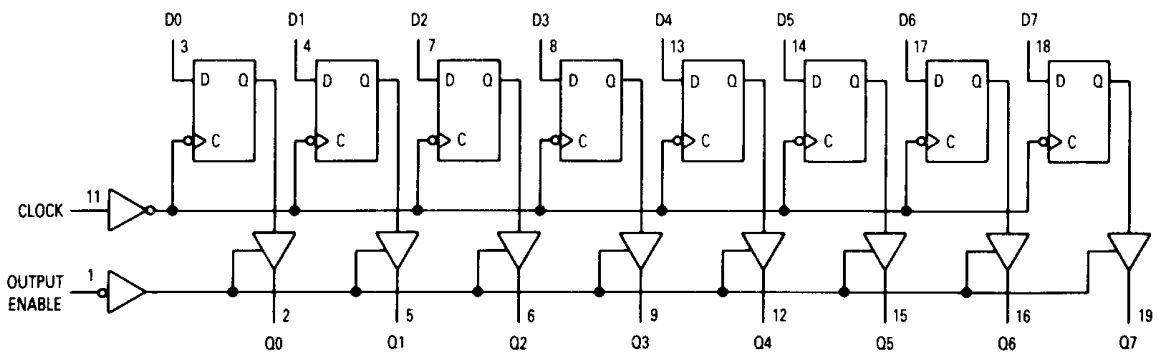 D0 D1 D2 D3 D4 D5 D6 D7
3 4 7 8 13 14 17 18
D Q D Q D Q D Q D Q D Q D Q D Q
C C C C C C C C
11
CLOCK
1
OUTPUT
ENABLE
2 5 6 9 12 15 16 19
Q0 Q1 Q2 Q3 Q4 Q5 Q6 Q7